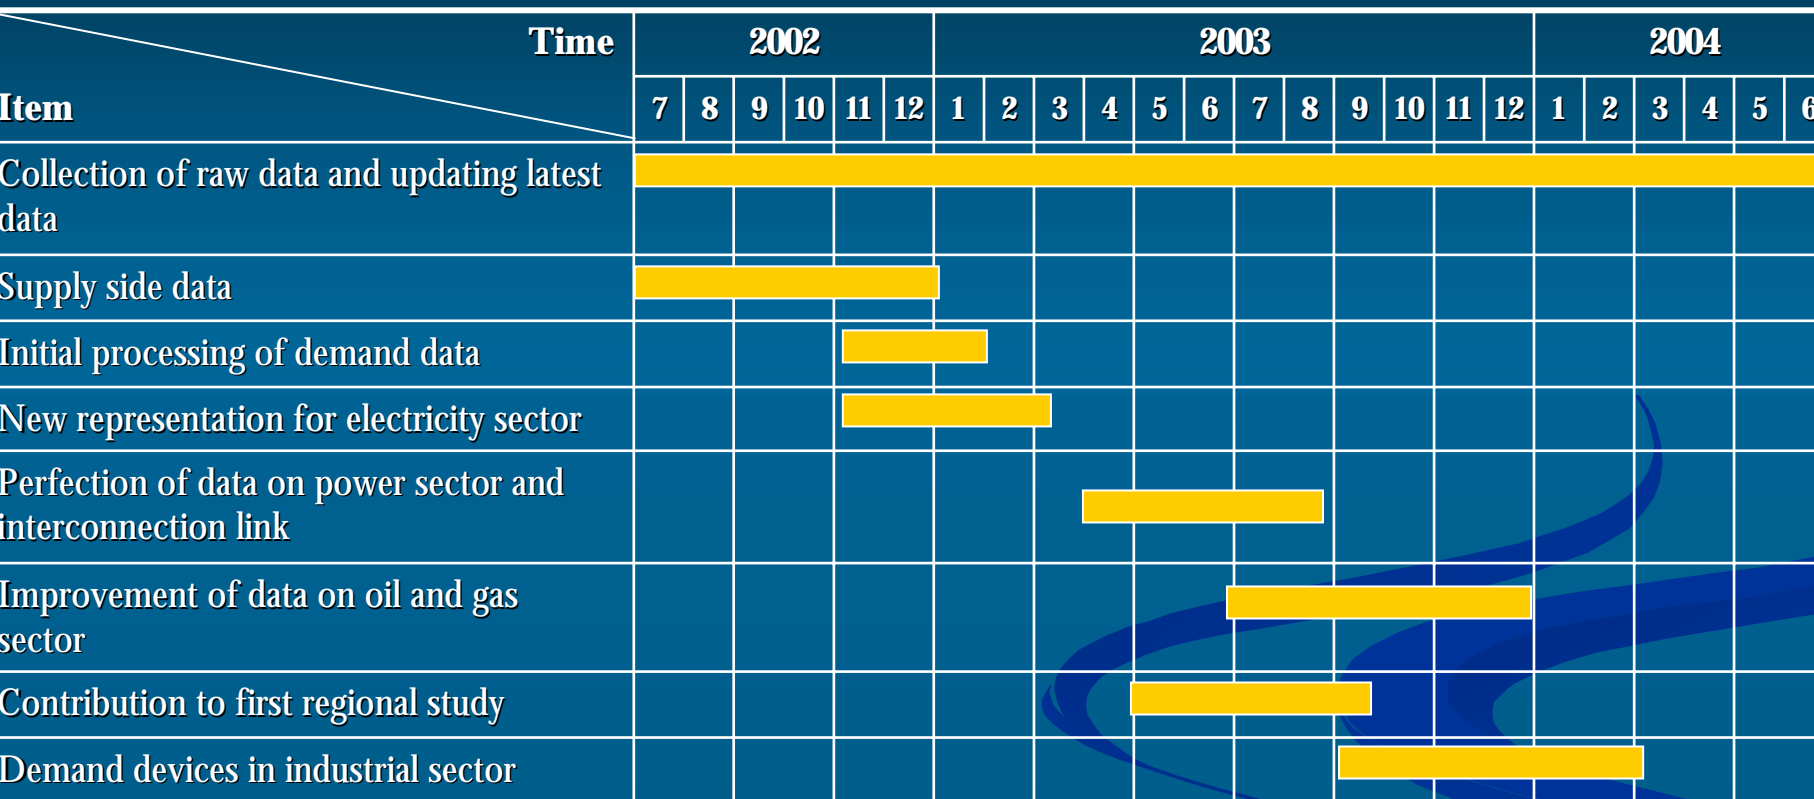 Time 2002 2003 2004
Item 7 8 9 10 11 12 1 2 3 4 5 6 7 8 9 10 11 12 1 2 3 4 5 6
Collection of raw data and updating latest
data
Supply side data
Initial processing of demand data
New representation for electricity sector
Perfection of data on power sector and
interconnection link
Improvement of data on oil and gas
sector
Contribution to first regional study
Demand devices in industrial sector